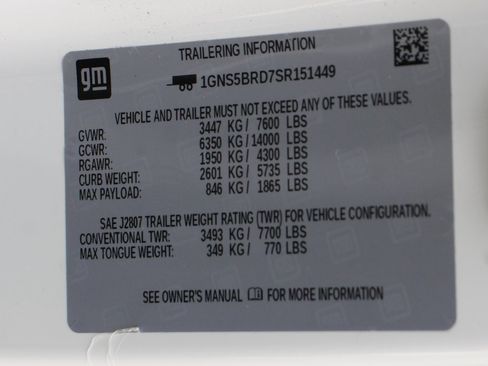 gm
TRAILERING INFORMATION
1GNS5BRD7SR151449
VEHICLE AND TRAILER MUST NOT EXCEED ANY OF THESE VALUES.
GVWR: 3447 KG/ 7600 LBS
GCWR: 6350 KG/14000 LBS
RGAWR: 1950 KG/ 4300 LBS
CURB WEIGHT: 2601 KG/ 5735 LBS
MAX PAYLOAD: 846 KG/ 1865 LBS
SAE J2807 TRAILER WEIGHT RATING (TWR) FOR VEHICLE CONFIGURATION.
CONVENTIONAL TWR: 3493 KG/ 7700 LBS
MAX TONGUE WEIGHT: 349 KG/ 770 LBS
SEE OWNER'S MANUAL FOR MORE INFORMATION